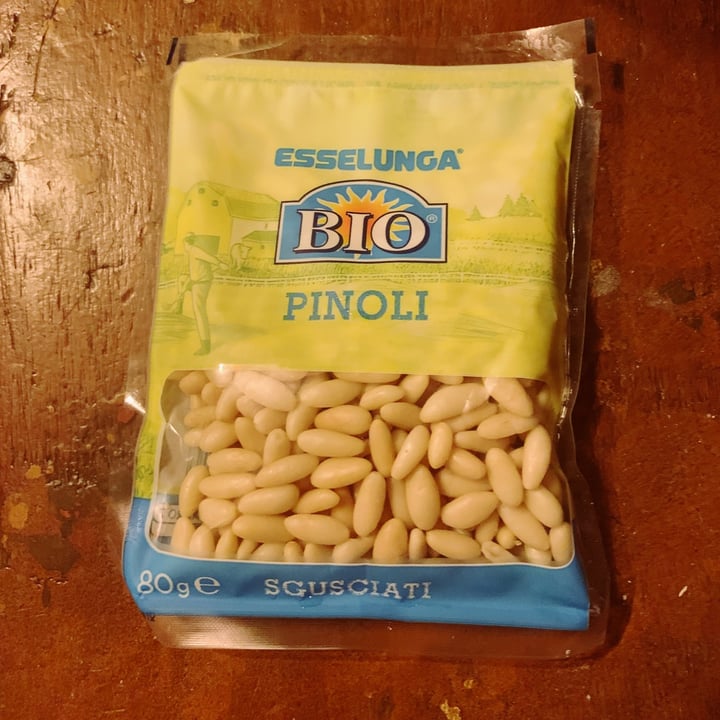 ESSELUNGA®
BIO®
PINOLI
80g e SGUSCIATI